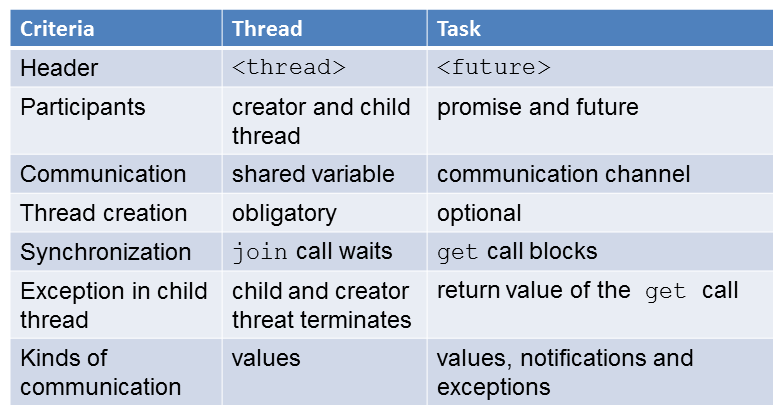 Criteria Thread Task
Header <thread> <future>
Participants creator and child promise and future
thread
Communication shared variable communication channel
Thread creation obligatory optional
Synchronization join call waits get call blocks
Exception in child child and creator return value of the get call
thread threat terminates
Kinds of values values, notifications and
communication exceptions